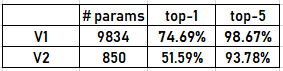 # params top-1 top-5
V1 9834 74.69% 98.67%
V2 850 51.59% 93.78%